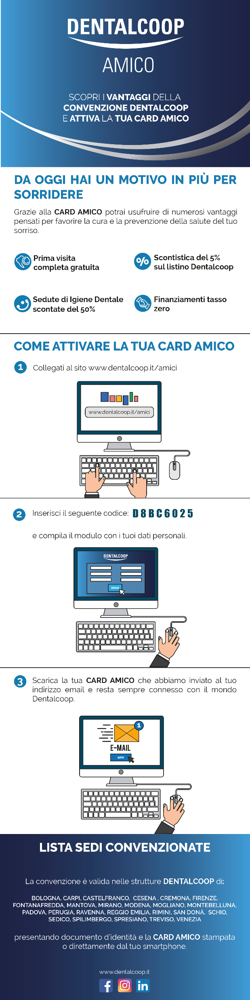 DENTALCOOP
AMICO
SCOPRI I VANTAGGI DELLA
CONVENZIONE DENTALCOOP
E ATTIVA LA TUA CARD AMICO
DA OGGI HAI UN MOTIVO IN PIÙ PER
SORRIDERE
Grazie alla CARD AMICO potrai usufruire di numerosi vantaggi
pensati per favorire la cura e la prevenzione della salute del tuo
sorriso.
Prima visita
completa gratuita
%
Scontistica del 5%
sul listino Dentalcoop
Sedute di Igiene Dentale
scontate del 50%
Finanziamenti tasso
zero
COME ATTIVARE LA TUA CARD AMICO
1 Collegati al sito www.dentalcoop.it/amici
www.dentalcoop.it/amici
2 Inserisci il seguente codice: D8BC6025
e compila il modulo con i tuoi dati personali.
DENTALCOOP
INVIA
3 Scarica la tua CARD AMICO che abbiamo inviato al tuo
indirizzo email e resta sempre connesso con il mondo
Dentalcoop.
1
E-MAIL
APRI
LISTA SEDI CONVENZIONATE
La convenzione è valida nelle strutture DENTALCOOP di:
BOLOGNA, CARPI, CASTELFRANCO, CESENA , CREMONA, FIRENZE,
FONTANAFREDDA, MANTOVA, MIRANO, MODENA, MOGLIANO, MONTEBELLUNA,
PADOVA, PERUGIA, RAVENNA, REGGIO EMILIA, RIMINI, SAN DONÀ, SCHIO,
SEDICO, SPILIMBERGO, SPRESIANO, TREVISO, VENEZIA
presentando documento d'identità e la CARD AMICO stampata
o direttamente dal tuo smartphone.
www.dentalcoop.it
f in